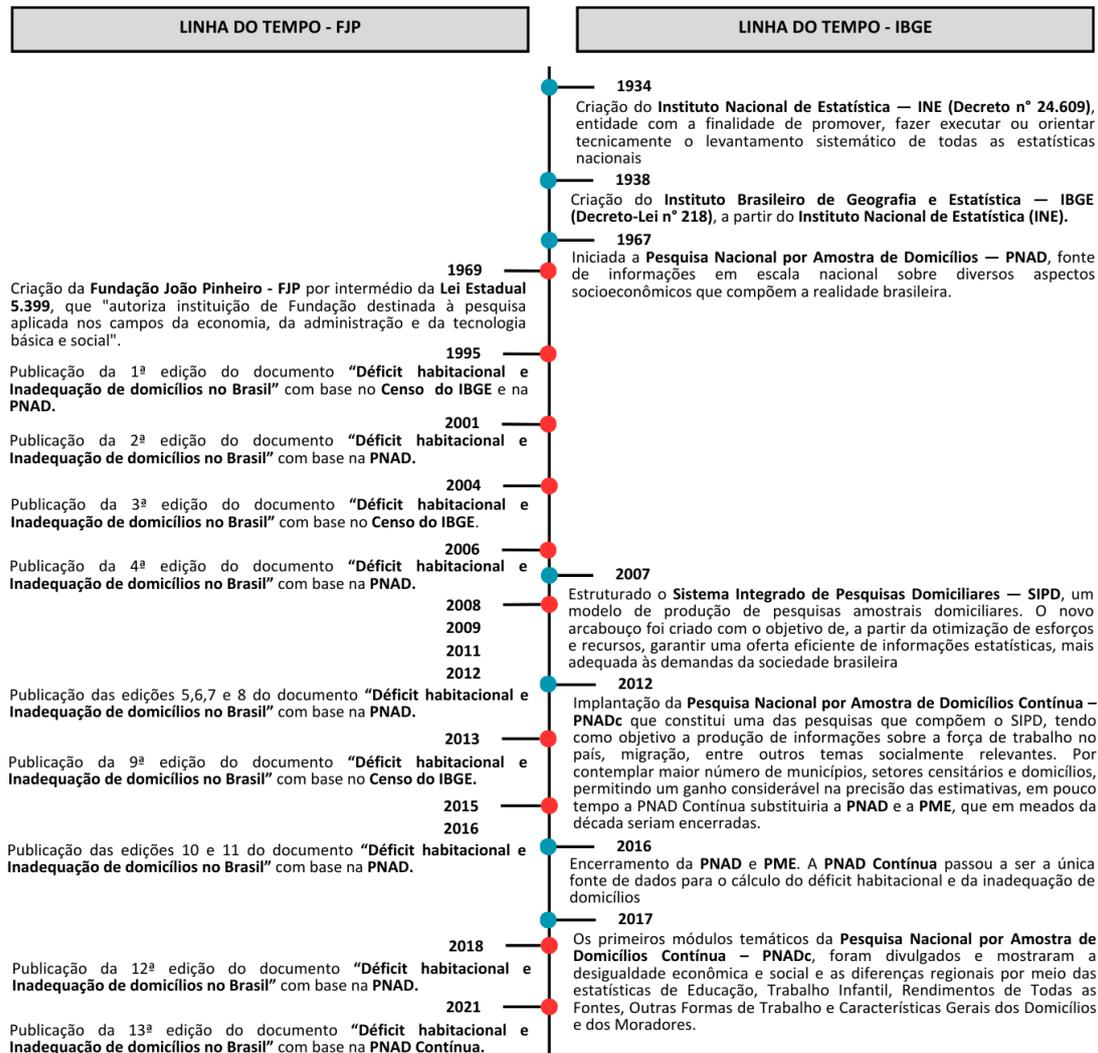 LINHA DO TEMPO - FJP
LINHA DO TEMPO - IBGE
1934
Criação do Instituto Nacional de Estatística — INE (Decreto n° 24.609),
entidade com a finalidade de promover, fazer executar ou orientar
tecnicamente o levantamento sistemático de todas as estatísticas
nacionais
1938
Criação do Instituto Brasileiro de Geografia e Estatística — IBGE
(Decreto-Lei n° 218), a partir do Instituto Nacional de Estatística (INE).
1967
Iniciada a Pesquisa Nacional por Amostra de Domicílios — PNAD, fonte
de informações em escala nacional sobre diversos aspectos
socioeconômicos que compõem a realidade brasileira.
1969
Criação da Fundação João Pinheiro - FJP por intermédio da Lei Estadual
5.399, que "autoriza instituição de Fundação destinada à pesquisa
aplicada nos campos da economia, da administração e da tecnologia
básica e social".
1995
Publicação da 1ª edição do documento “Déficit habitacional e
Inadequação de domicílios no Brasil” com base no Censo do IBGE e na
PNAD.
2001
Publicação da 2ª edição do documento “Déficit habitacional e
Inadequação de domicílios no Brasil” com base na PNAD.
2004
Publicação da 3ª edição do documento “Déficit habitacional e
Inadequação de domicílios no Brasil” com base no Censo do IBGE.
2006
Publicação da 4ª edição do documento “Déficit habitacional e
Inadequação de domicílios no Brasil” com base na PNAD.
2007
Estruturado o Sistema Integrado de Pesquisas Domiciliares — SIPD, um
modelo de produção de pesquisas amostrais domiciliares. O novo
arcabouço foi criado com o objetivo de, a partir da otimização de esforços
e recursos, garantir uma oferta eficiente de informações estatísticas, mais
adequada às demandas da sociedade brasileira
2008
2009
2011
2012
Publicação das edições 5,6,7 e 8 do documento “Déficit habitacional e
Inadequação de domicílios no Brasil” com base na PNAD.
2012
Implantação da Pesquisa Nacional por Amostra de Domicílios Contínua –
PNADc que constitui uma das pesquisas que compõem o SIPD, tendo
como objetivo a produção de informações sobre a força de trabalho no
país, migração, entre outros temas socialmente relevantes. Por
contemplar maior número de municípios, setores censitários e domicílios,
permitindo um ganho considerável na precisão das estimativas, em pouco
tempo a PNAD Contínua substituiria a PNAD e a PME, que em meados da
década seriam encerradas.
2013
Publicação da 9ª edição do documento “Déficit habitacional e
Inadequação de domicílios no Brasil” com base no Censo do IBGE.
2015
2016
Publicação das edições 10 e 11 do documento “Déficit habitacional e
Inadequação de domicílios no Brasil” com base na PNAD.
2016
Encerramento da PNAD e PME. A PNAD Contínua passou a ser a única
fonte de dados para o cálculo do déficit habitacional e da inadequação de
domicílios
2017
Os primeiros módulos temáticos da Pesquisa Nacional por Amostra de
Domicílios Contínua – PNADc, foram divulgados e mostraram a
desigualdade econômica e social e as diferenças regionais por meio das
estatísticas de Educação, Trabalho Infantil, Rendimentos de Todas as
Fontes, Outras Formas de Trabalho e Características Gerais dos Domicílios
e dos Moradores.
2018
Publicação da 12ª edição do documento “Déficit habitacional e
Inadequação de domicílios no Brasil” com base na PNAD.
2021
Publicação da 13ª edição do documento “Déficit habitacional e
Inadequação de domicílios no Brasil” com base na PNAD Contínua.